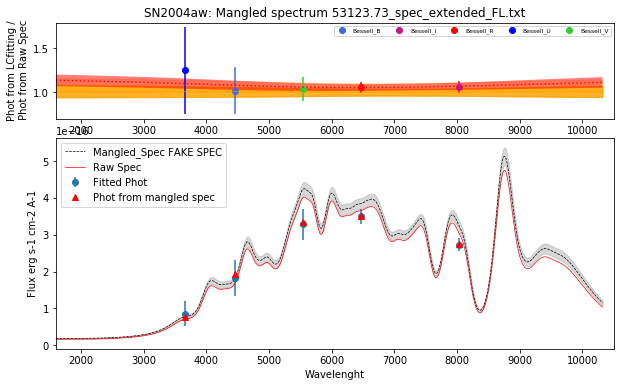 SN2004aw: Mangled spectrum 53123.73_spec_extended_FL.txt
Phot from LCfitting /
Phot from Raw Spec
1.5
1.0
Bessell_B
Bessell_I
Bessell_R
Bessell_U
Bessell_V
2000 3000 4000 5000 6000 7000 8000 9000 10000
1e−16
Flux erg s-1 cm-2 A-1
5
4
3
2
1
0
Mangled_Spec FAKE SPEC
Raw Spec
Fitted Phot
Phot from mangled spec
2000 3000 4000 5000 6000 7000 8000 9000 10000
Wavelenght